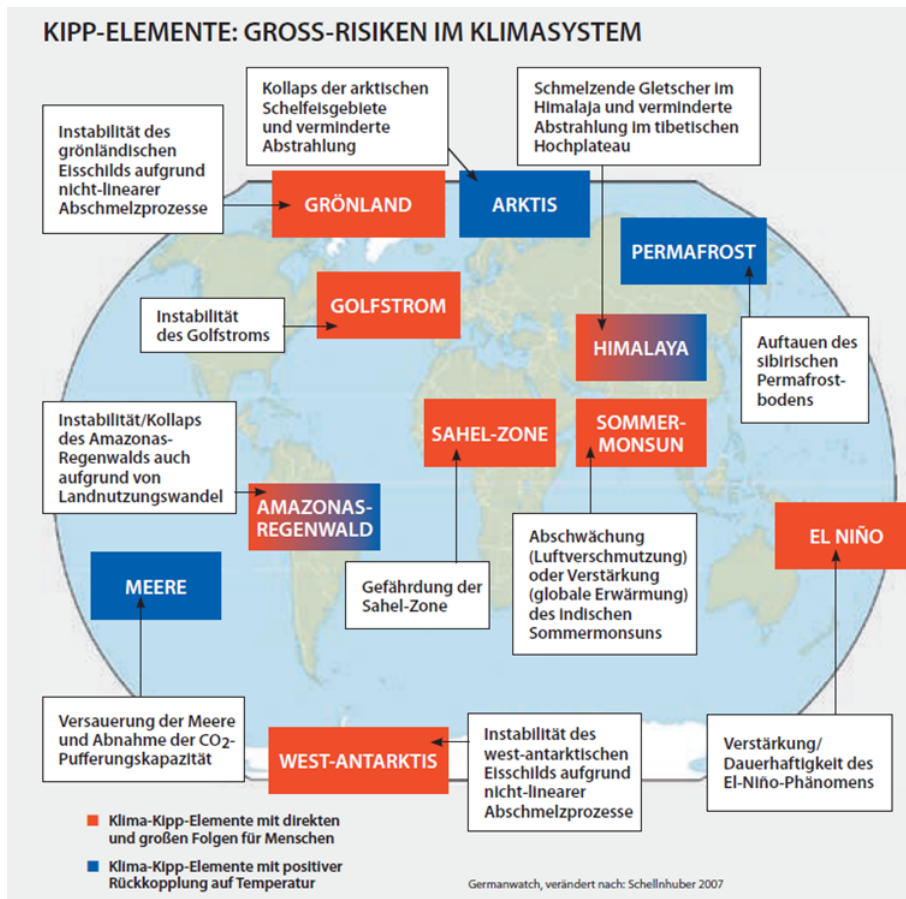 KIPP-ELEMENTE: GROSS-RISIKEN IM KLIMASYSTEM
Instabilität des
grönländischen
Eisschilds aufgrund
nicht-linearer
Abschmelzprozesse
Kollaps der arktischen
Schelfeisgebiete
und verminderte
Abstrahlung
Schmelzende Gletscher im
Himalaja und verminderte
Abstrahlung im tibetischen
Hochplateau
GRÖNLAND
ARKTIS
PERMAFROST
GOLFSTROM
Instabilität
des Golfstroms
HIMALAYA
Auftauen des
sibirischen
Permafrost-
bodens
Instabilität/Kollaps
des Amazonas-
Regenwalds auch
aufgrund von
Landnutzungswandel
SAHEL-ZONE
SOMMER-
MONSUN
AMAZONAS-
REGENWALD
EL NIÑO
MEERE
Gefährdung der
Sahel-Zone
Abschwächung
(Luftverschmutzung)
oder Verstärkung
(globale Erwärmung)
des indischen
Sommermonsuns
Versauerung der Meere
und Abnahme der CO2-
Pufferungskapazität
WEST-ANTARKTIS
Instabilität des
west-antarktischen
Eisschilds aufgrund
nicht-linearer
Abschmelzprozesse
Verstärkung/
Dauerhaftigkeit des
El-Niño-Phänomens
Klima-Kipp-Elemente mit direkten
und großen Folgen für Menschen
Klima-Kipp-Elemente mit positiver
Rückkopplung auf Temperatur
Germanwatch, verändert nach: Schellnhuber 2007